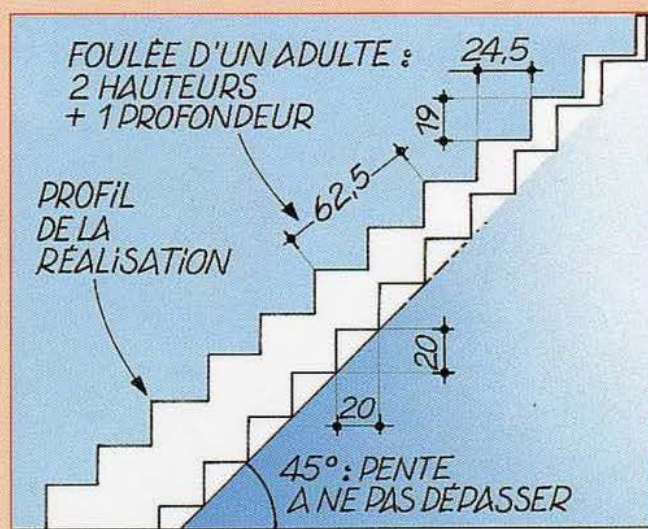 FOULÉE D'UN ADULTE :
2 HAUTEURS
+ 1 PROFONDEUR
24,5
19
62,5
PROFIL
DE LA
RÉALISATION
20
20
45° : PENTE
A NE PAS DÉPASSER